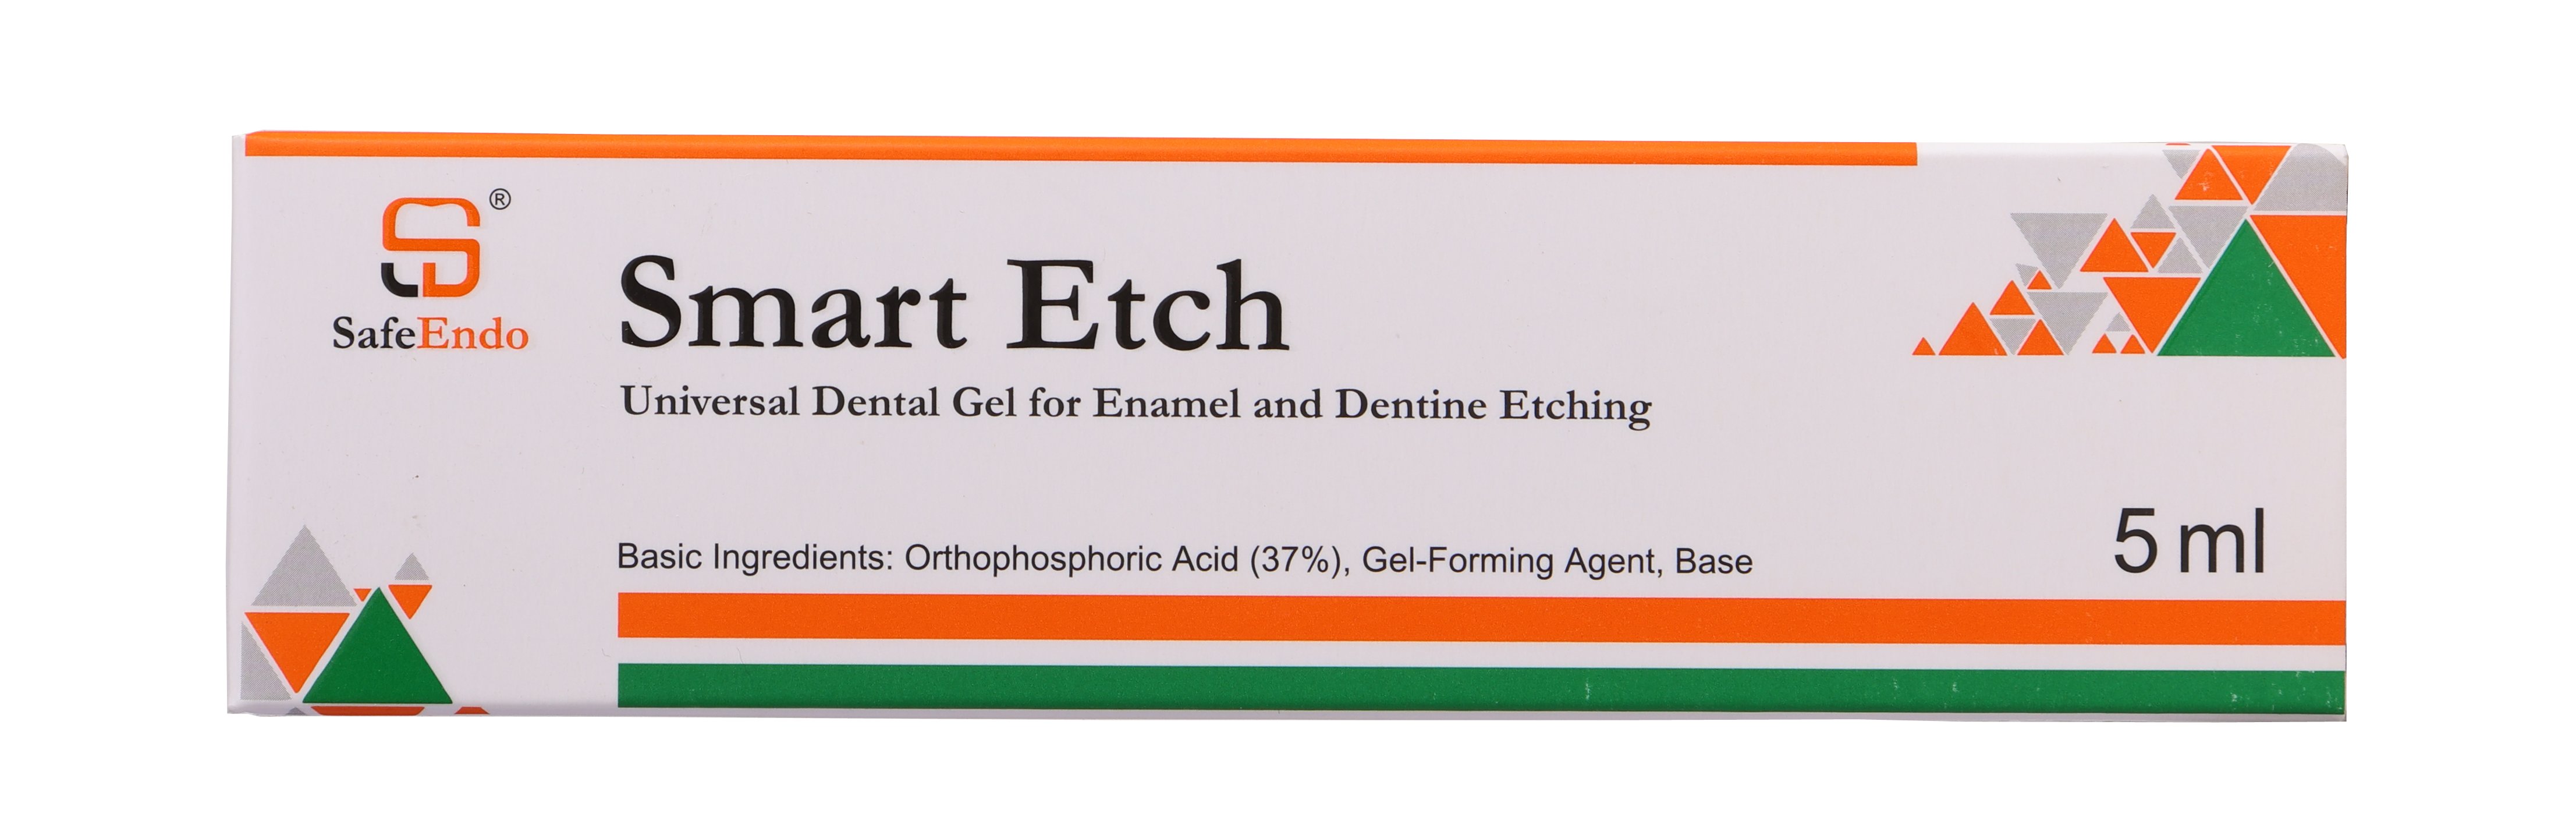 ®
SafeEndo
Smart Etch
Universal Dental Gel for Enamel and Dentine Etching
Basic Ingredients: Orthophosphoric Acid (37%), Gel-Forming Agent, Base
5 ml